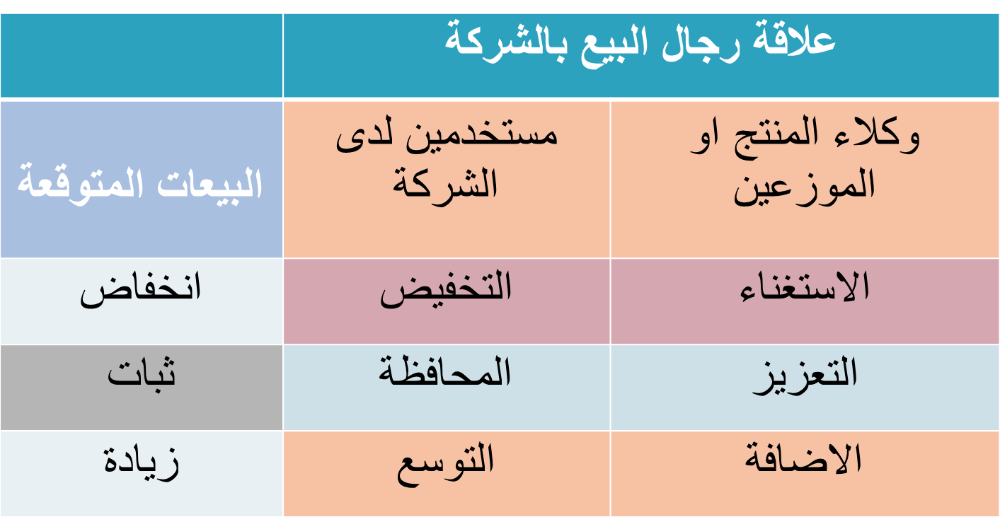 علاقة رجال البيع بالشركة
وكلاء المنتج او
الموزعين
مستخدمين لدى
الشركة
البيعات المتوقعة
الاستغناء
التخفيض
انخفاض
التعزيز
المحافظة
ثبات
الاضافة
التوسع
زيادة